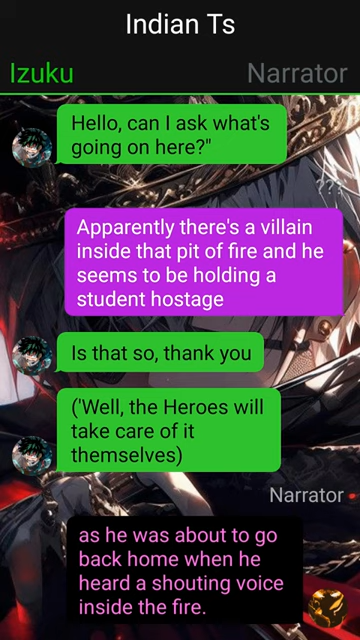 Indian Ts
Izuku
Narrator
Hello, can I ask what's
going on here?"
???
Apparently there's a villain
inside that pit of fire and he
seems to be holding a
student hostage
Is that so, thank you
('Well, the Heroes will
take care of it
themselves)
Narrator
as he was about to go
back home when he
heard a shouting voice
inside the fire.